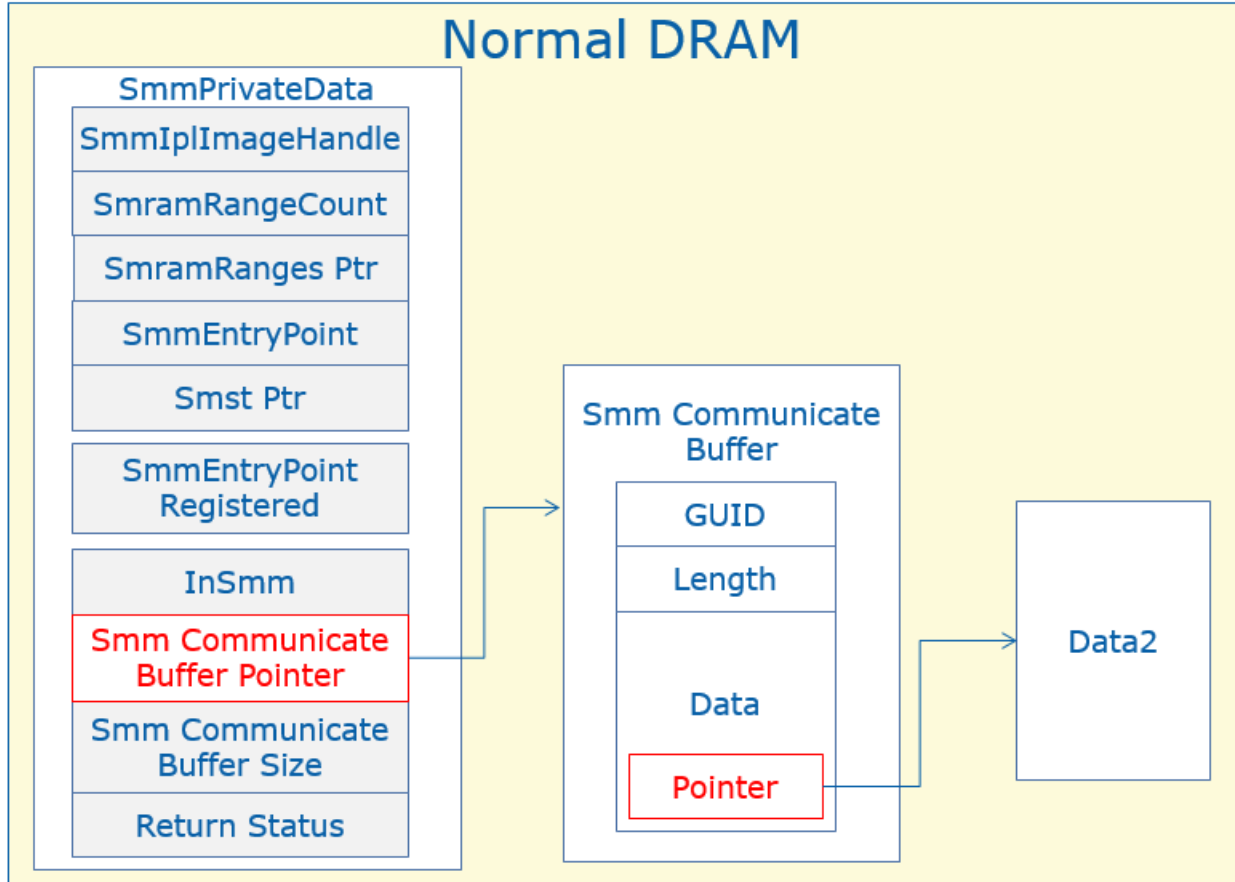 Normal DRAM
SmmPrivateData
SmmIplImageHandle
SmramRangeCount
SmramRanges Ptr
SmmEntryPoint
Smst Ptr
SmmEntryPoint
Registered
InSmm
Smm Communicate
Buffer Pointer
Smm Communicate
Buffer Size
Return Status
Smm Communicate
Buffer
GUID
Length
Data
Pointer
Data2